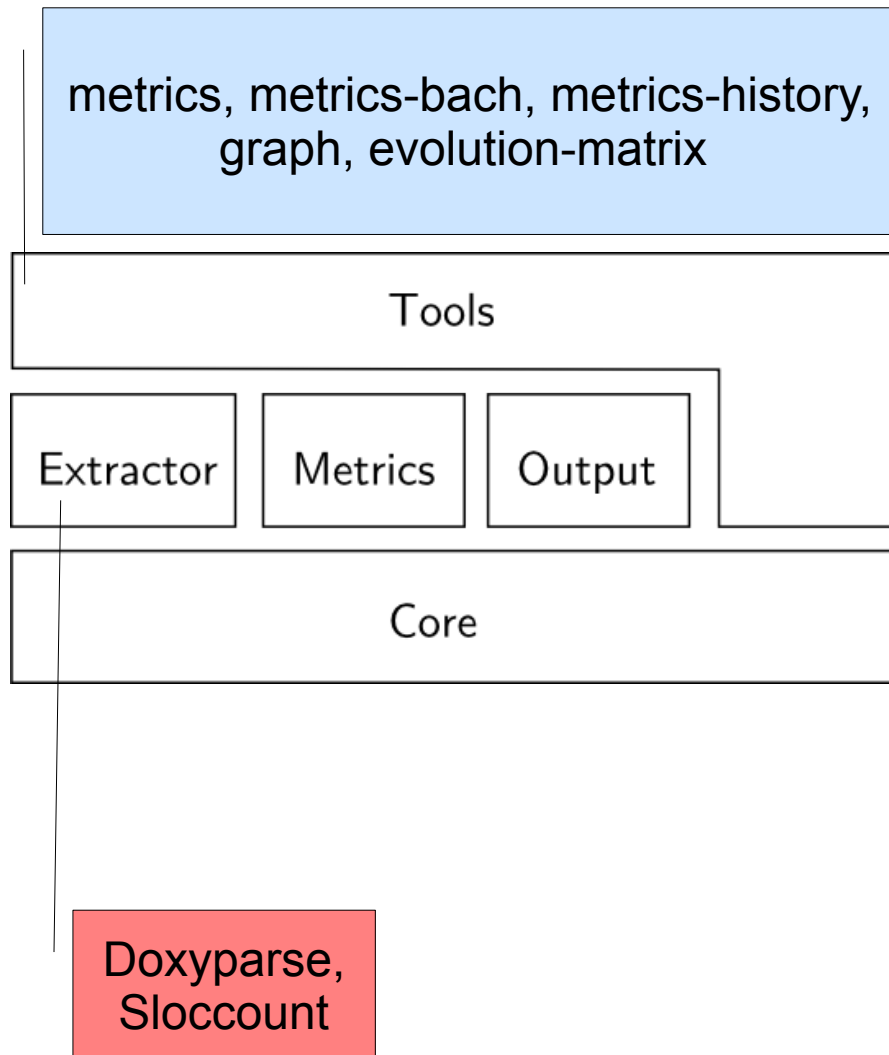 metrics, metrics-bach, metrics-history,
graph, evolution-matrix
Tools
Extractor
Metrics
Output
Core
Doxyparse,
Sloccount